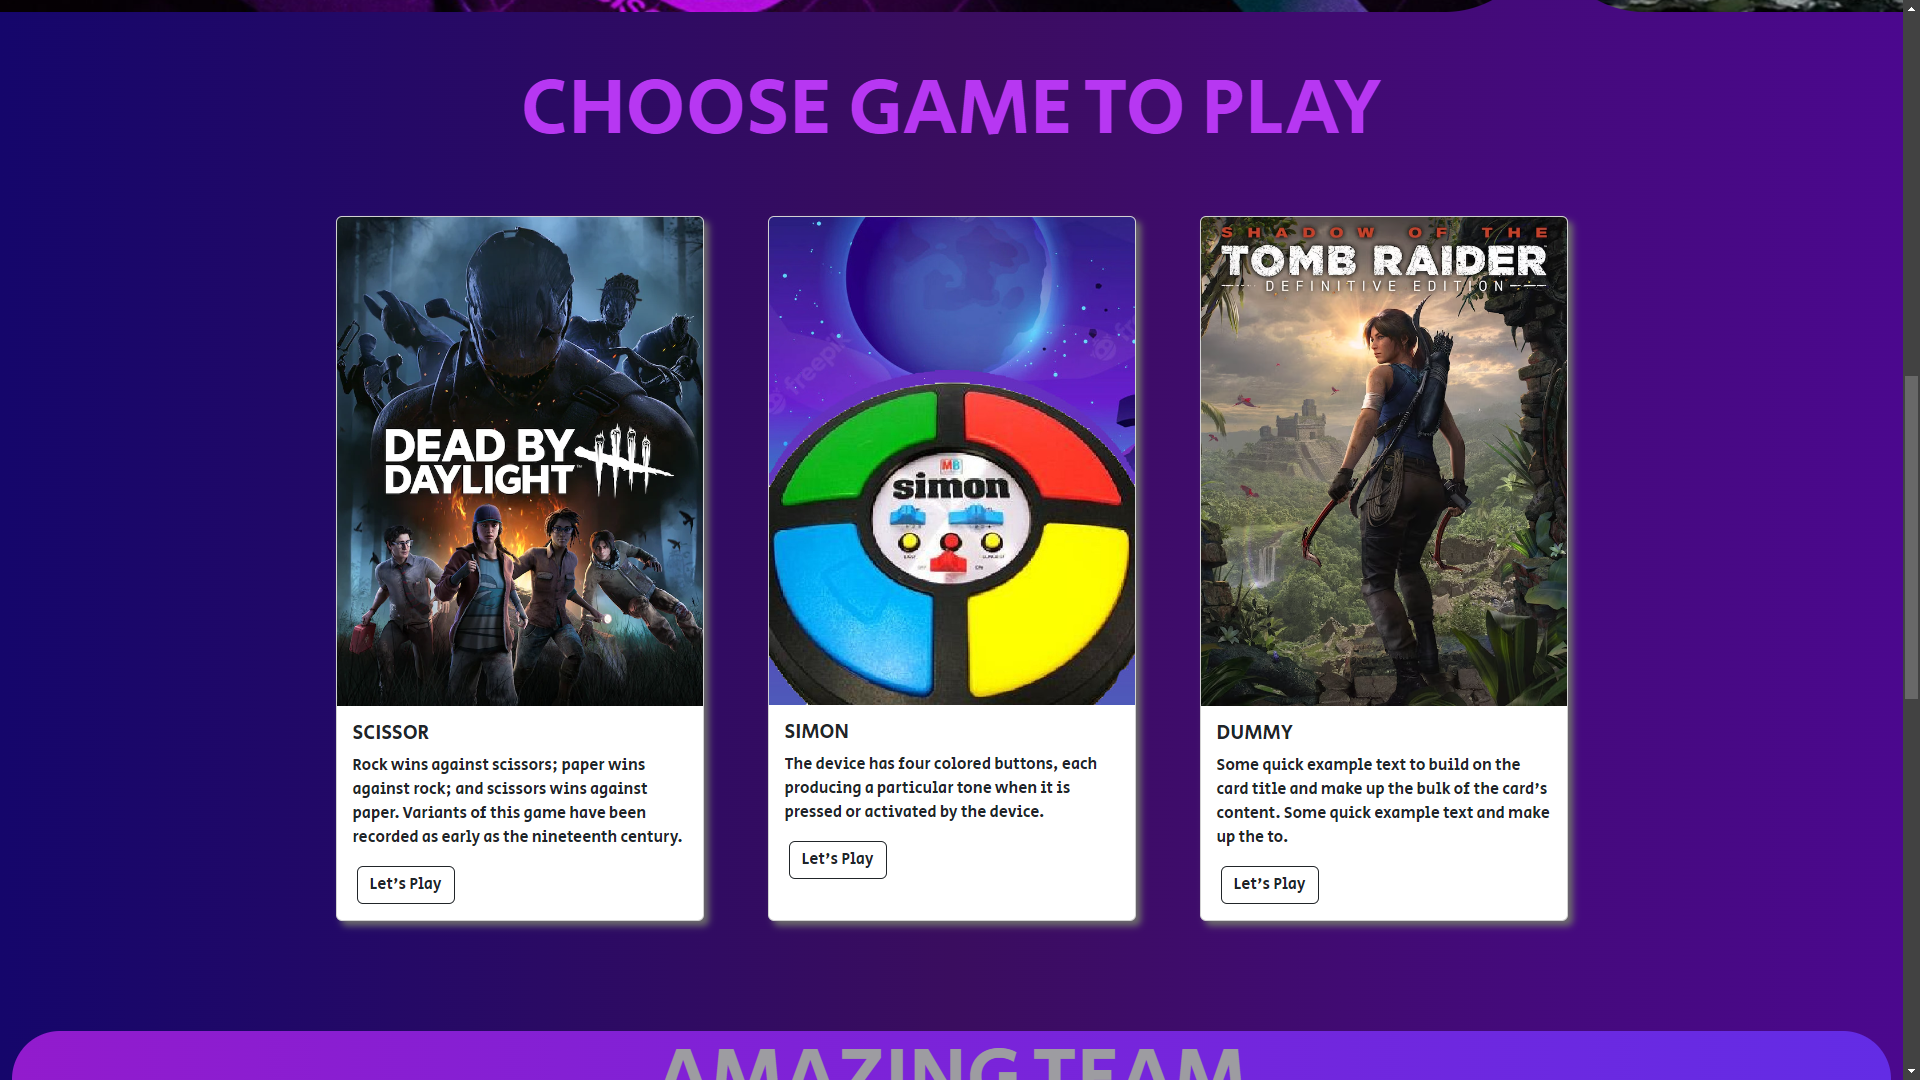 CHOOSE GAME TO PLAY
DEAD BY
DAYLIGHT
SCISSOR
Rock wins against scissors; paper wins
against rock; and scissors wins against
paper. Variants of this game have been
recorded as early as the nineteenth century.
Let's Play
freepik
MB
simon
SIMON
The device has four colored buttons, each
producing a particular tone when it is
pressed or activated by the device.
Let's Play
SHADOW OF THE
TOMB RAIDER
DEFINITIVE EDITION
DUMMY
Some quick example text to build on the
card title and make up the bulk of the card's
content. Some quick example text and make
up the to.
Let's Play
AMAZING TEAM